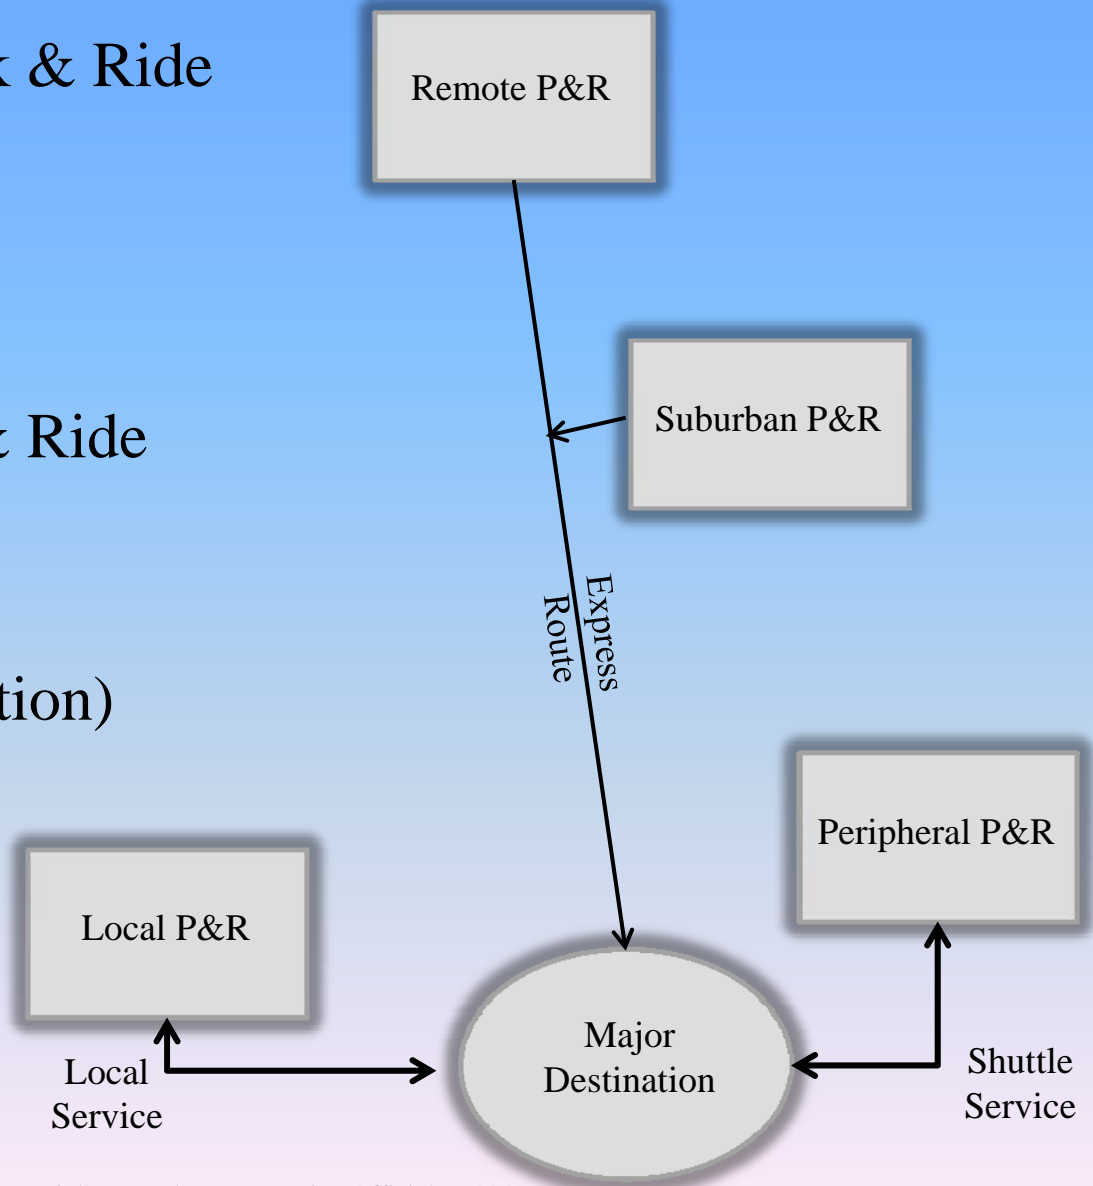 & Ride
Remote P&R
Suburban P&R
Ride
Express
Route
tion)
Peripheral P&R
Local P&R
Major
Destination
Local
Service
Shuttle
Service